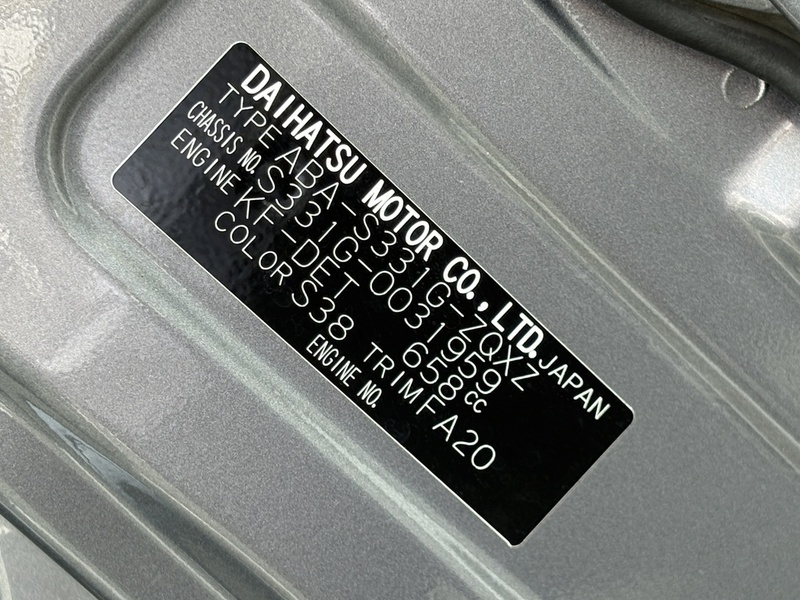 DAIHATSU MOTOR CO., LTD. JAPAN
TYPE ABA-S331G-ZQXZ
CHASSIS NO. S331G-0031959
ENGINE KF-DET 658cc
COLOR S38 TRIM FA20
ENGINE NO.